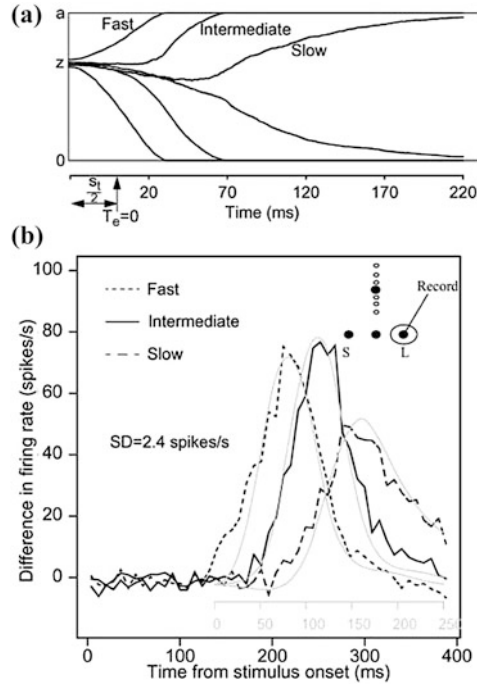 (a)
a
Fast
Intermediate
Slow
z
0
20 70 120 170 220
s_t/2
T_e=0
Time (ms)
(b)
100
80
60
40
20
0
Difference in firing rate (spikes/s)
Fast
Intermediate
Slow
Record
S
L
SD=2.4 spikes/s
0 50 100 150 200 250
0 100 200 300 400
Time from stimulus onset (ms)